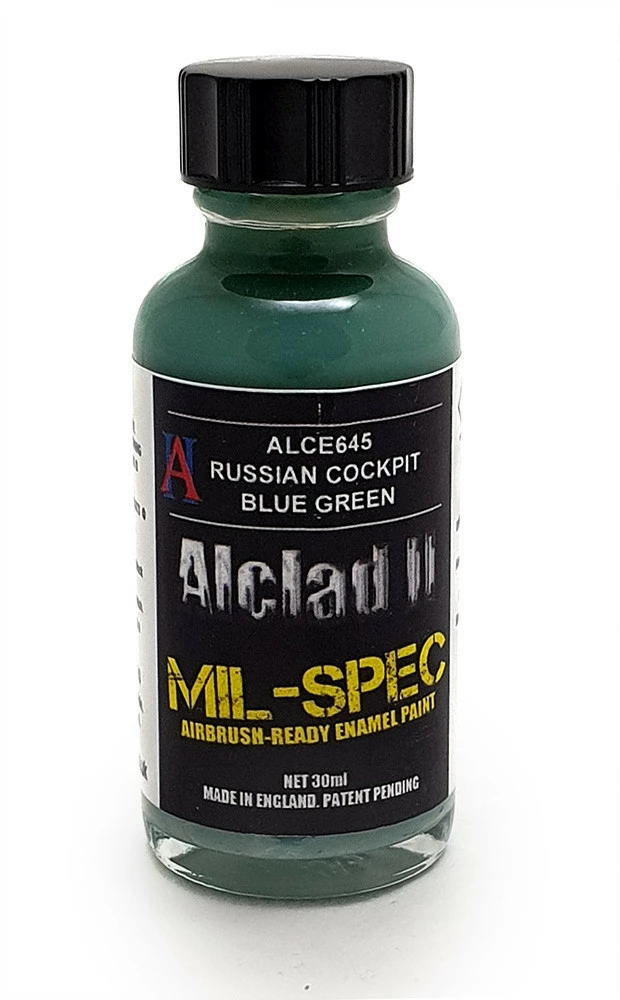 ALCE645
RUSSIAN COCKPIT
BLUE GREEN
A
Alclad II
MIL-SPEC
AIRBRUSH-READY ENAMEL PAINT
NET 30ml
MADE IN ENGLAND. PATENT PENDING